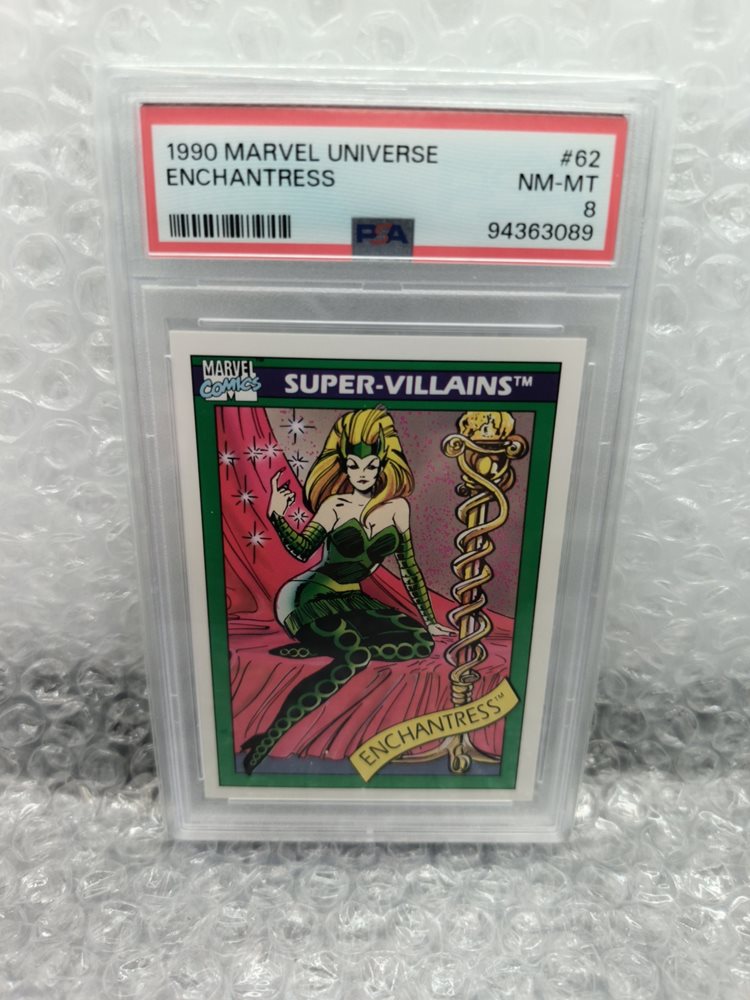 1990 MARVEL UNIVERSE #62
ENCHANTRESS NM-MT
8
PSA 94363089
MARVEL COMICS
SUPER-VILLAINS™
ENCHANTRESS™